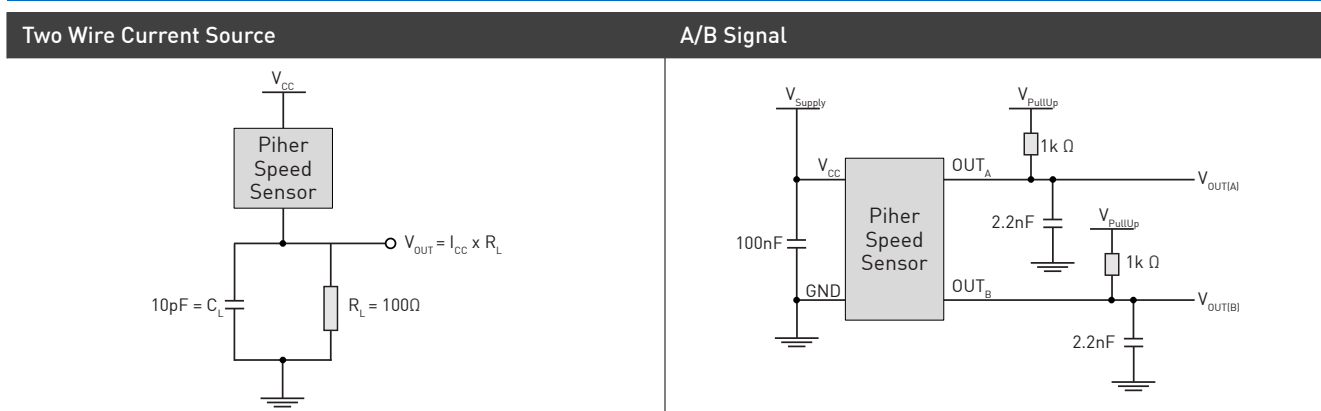 Two Wire Current Source
A/B Signal
VCC
Piher
Speed
Sensor
VOUT = ICC x RL
10pF = CL
RL = 100Ω
VSupply
VPullUp
1k Ω
VCC
OUTA
VOUT(A)
Piher
Speed
Sensor
2.2nF
VPullUp
100nF
1k Ω
GND
OUTB
VOUT(B)
2.2nF